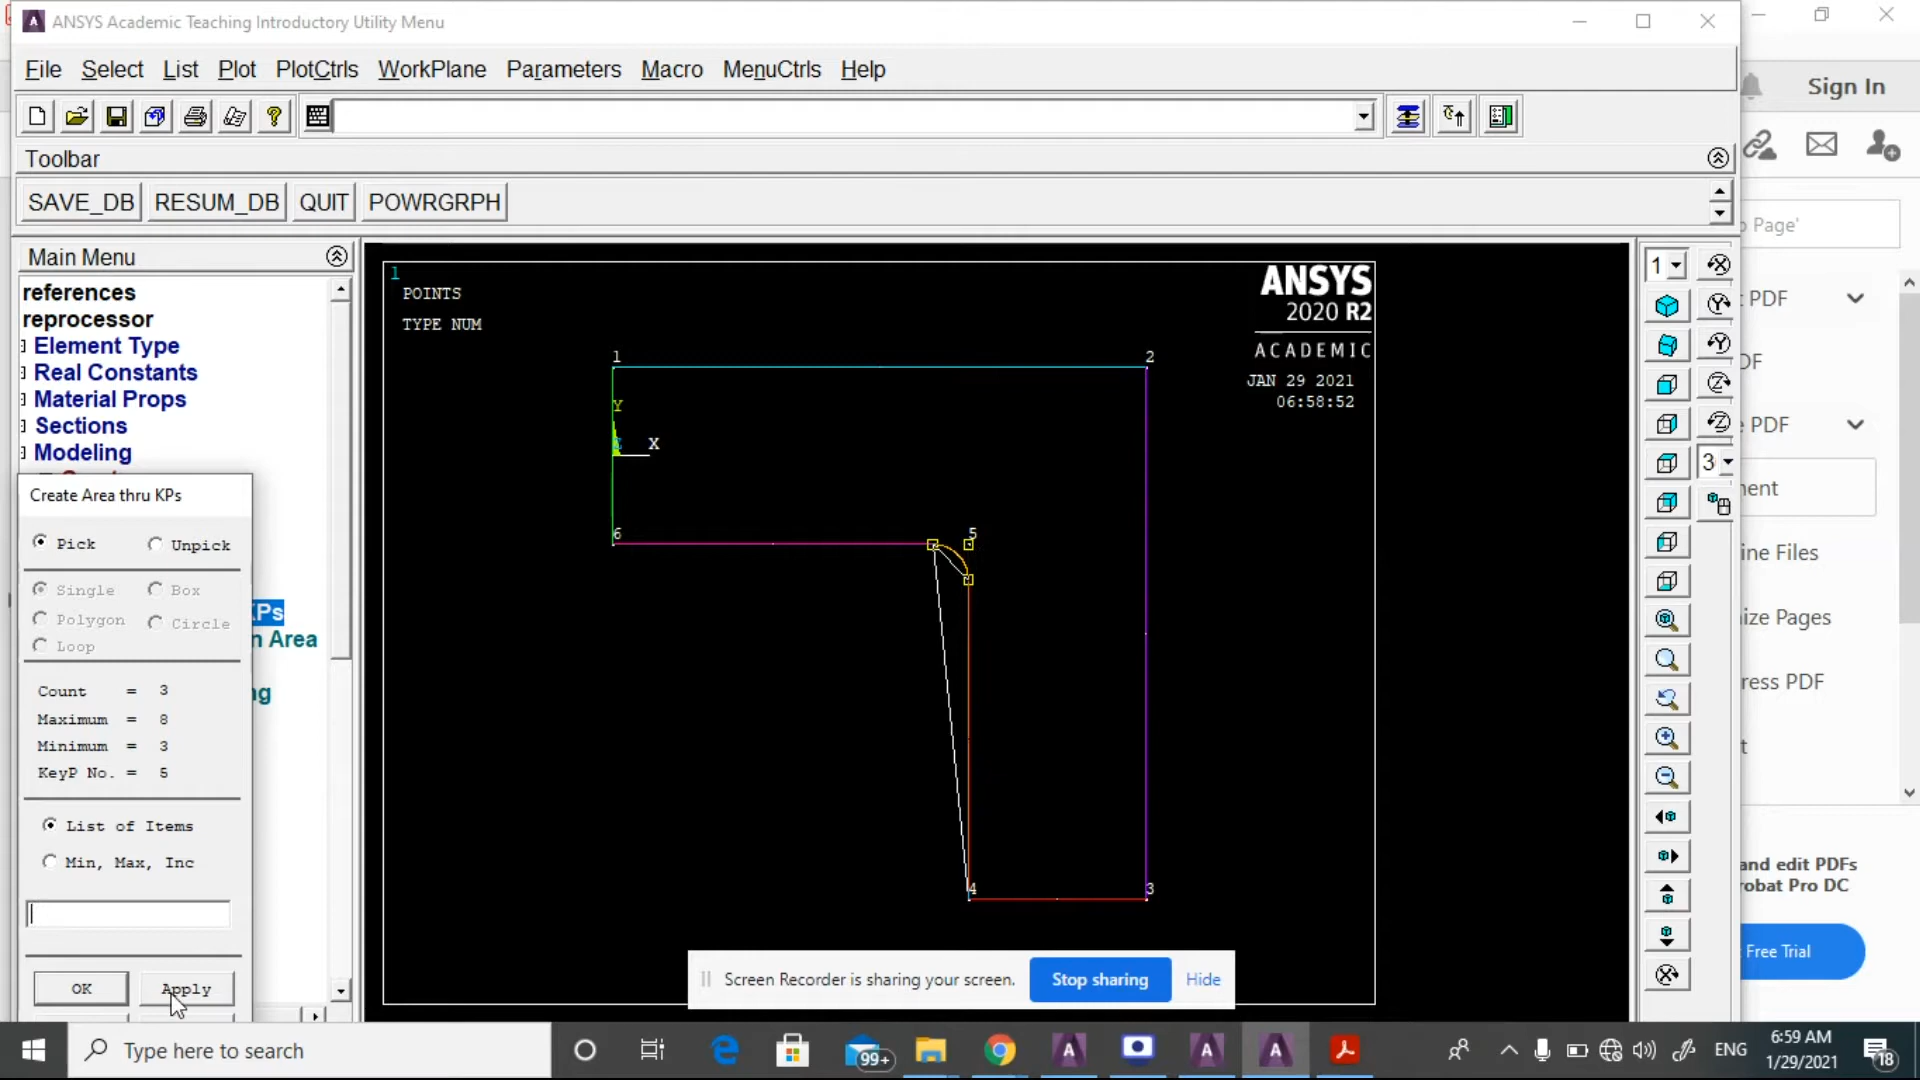 ANSYS Academic Teaching Introductory Utility Menu
File Select List Plot PlotCtrls WorkPlane Parameters Macro MenuCtrls Help
Sign In
Toolbar
SAVE_DB RESUM_DB QUIT POWRGRPH
Page'
Main Menu
references
reprocessor
Element Type
Real Constants
Material Props
Sections
Modeling
KPs
n Area
ng
Create Area thru KPs
Pick Unpick
Single Box
Polygon Circle
Loop
Count = 3
Maximum = 8
Minimum = 3
KeyP No. = 5
List of Items
Min, Max, Inc
OK Apply
1
POINTS
TYPE NUM
ANSYS
2020 R2
ACADEMIC
JAN 29 2021
06:58:52
1 2
Y
X
6 5
4 3
1
3
PDF
DF
PDF
ment
ine Files
ize Pages
ress PDF
t
and edit PDFs
robat Pro DC
Free Trial
Screen Recorder is sharing your screen. Stop sharing Hide
Type here to search
99+
ENG
6:59 AM
1/29/2021
18